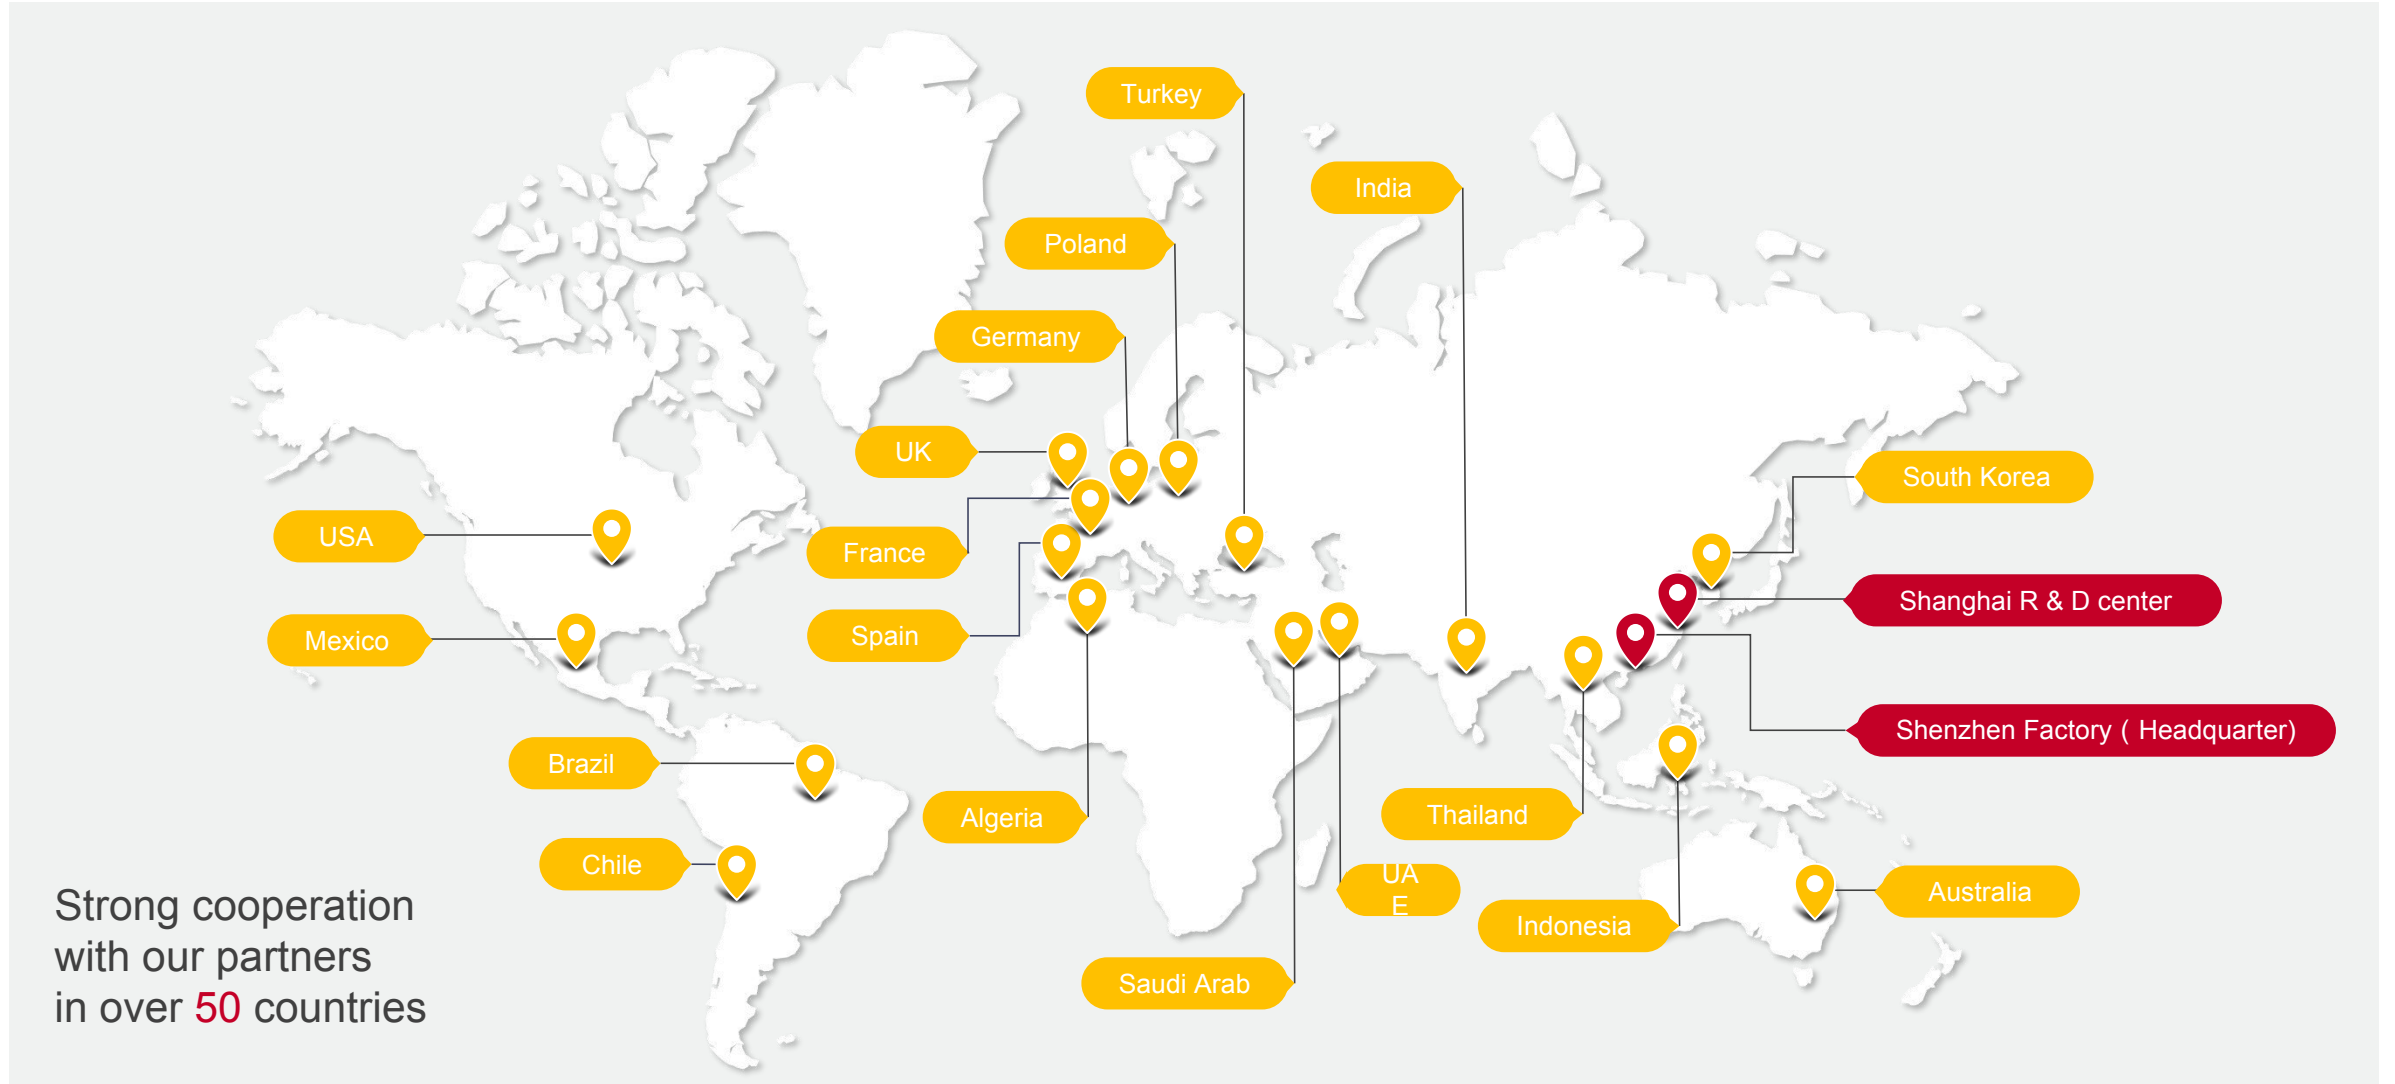 Turkey
India
Poland
Germany
UK
South Korea
USA
France
Shanghai R & D center
Spain
Mexico
Shenzhen Factory ( Headquarter)
Brazil
Algeria
Thailand
Chile
UA
E
Australia
Indonesia
Saudi Arab
Strong cooperation
with our partners
in over 50 countries